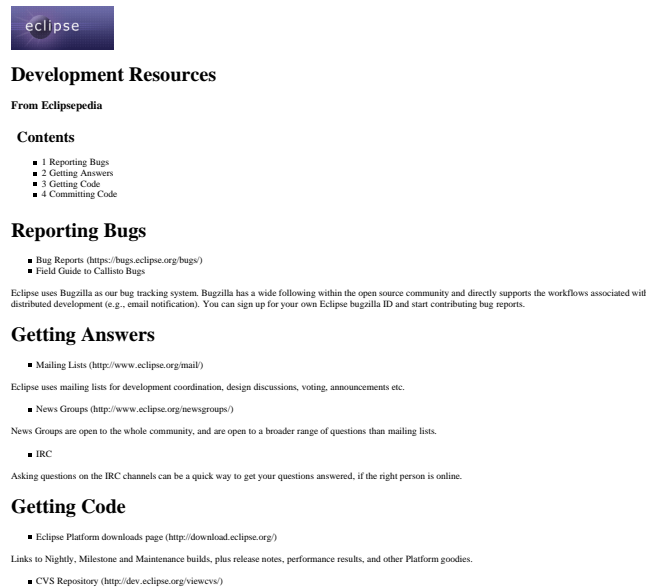 eclipse
Development Resources
From Eclipsepedia
Contents
1 Reporting Bugs
2 Getting Answers
3 Getting Code
4 Committing Code
Reporting Bugs
Bug Reports (https://bugs.eclipse.org/bugs/)
Field Guide to Callisto Bugs
Eclipse uses Bugzilla as our bug tracking system. Bugzilla has a wide following within the open source community and directly supports the workflows associated with
distributed development (e.g., email notification). You can sign up for your own Eclipse bugzilla ID and start contributing bug reports.
Getting Answers
Mailing Lists (http://www.eclipse.org/mail/)
Eclipse uses mailing lists for development coordination, design discussions, voting, announcements etc.
News Groups (http://www.eclipse.org/newsgroups/)
News Groups are open to the whole community, and are open to a broader range of questions than mailing lists.
IRC
Asking questions on the IRC channels can be a quick way to get your questions answered, if the right person is online.
Getting Code
Eclipse Platform downloads page (http://download.eclipse.org/)
Links to Nightly, Milestone and Maintenance builds, plus release notes, performance results, and other Platform goodies.
CVS Repository (http://dev.eclipse.org/viewcvs/)